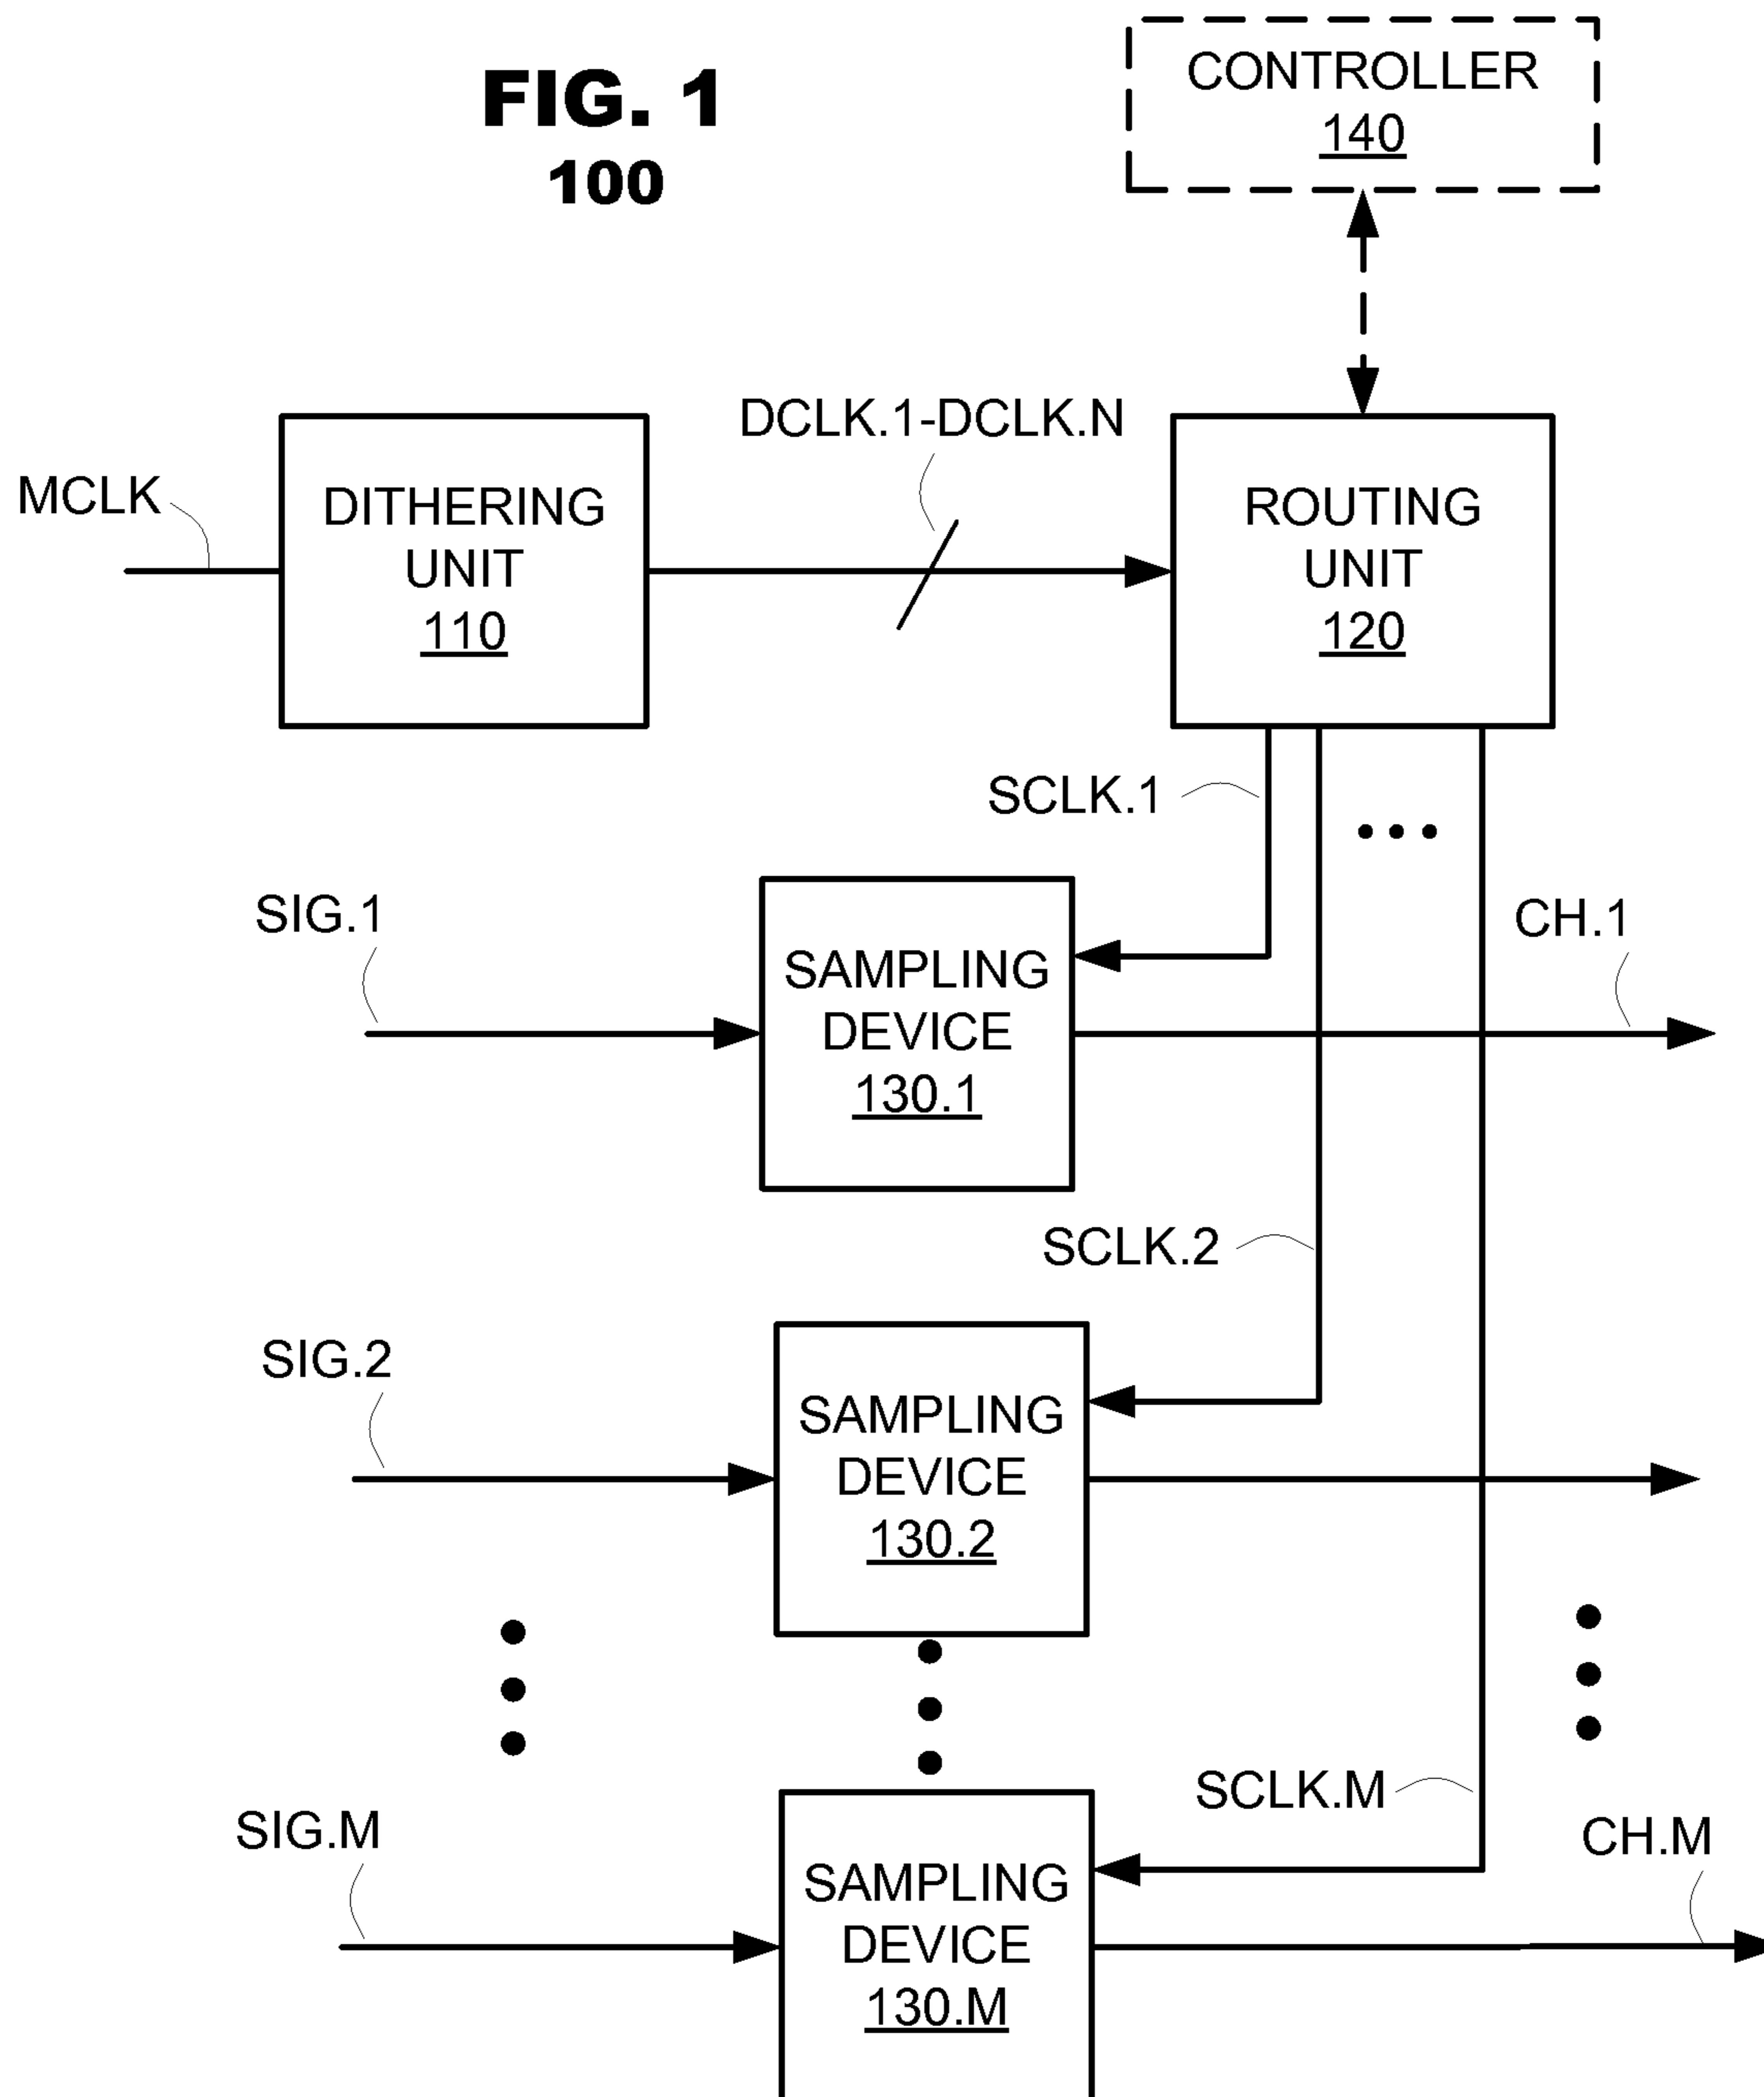 FIG. 1
100
CONTROLLER
140
MCLK
DITHERING
UNIT
110
DCLK.1-DCLK.N
ROUTING
UNIT
120
SCLK.1
SIG.1
SAMPLING
DEVICE
130.1
CH.1
SCLK.2
SIG.2
SAMPLING
DEVICE
130.2
SCLK.M
SIG.M
SAMPLING
DEVICE
130.M
CH.M